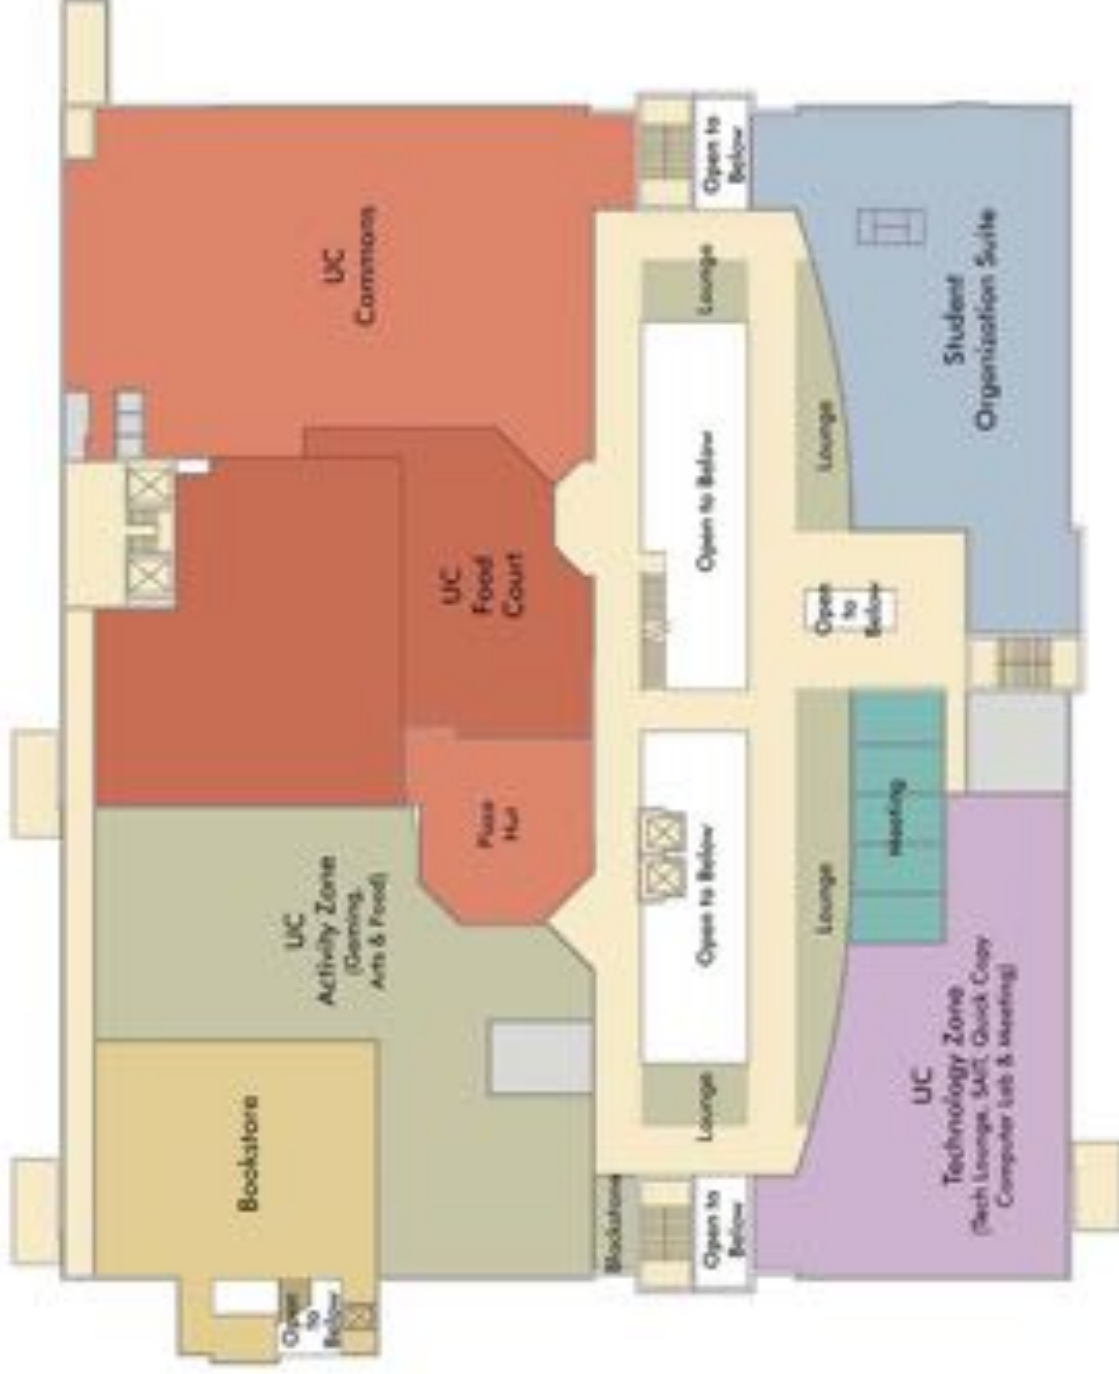 Bookstore
Open
to
Below
UC
Activity Zone
(Gaming,
Arts & Food)
UC
Commons
UC
Food
Court
Pizza
Hut
Blackstone
Open to
Below
Lounge
Open to Below
Open to Below
Lounge
Open to
Below
Lounge
Open
to
Below
Lounge
Meeting
UC
Technology Zone
(Tech Lounge, SAIT, Quick Copy
Computer Lab & Meeting)
Student
Organization Suite